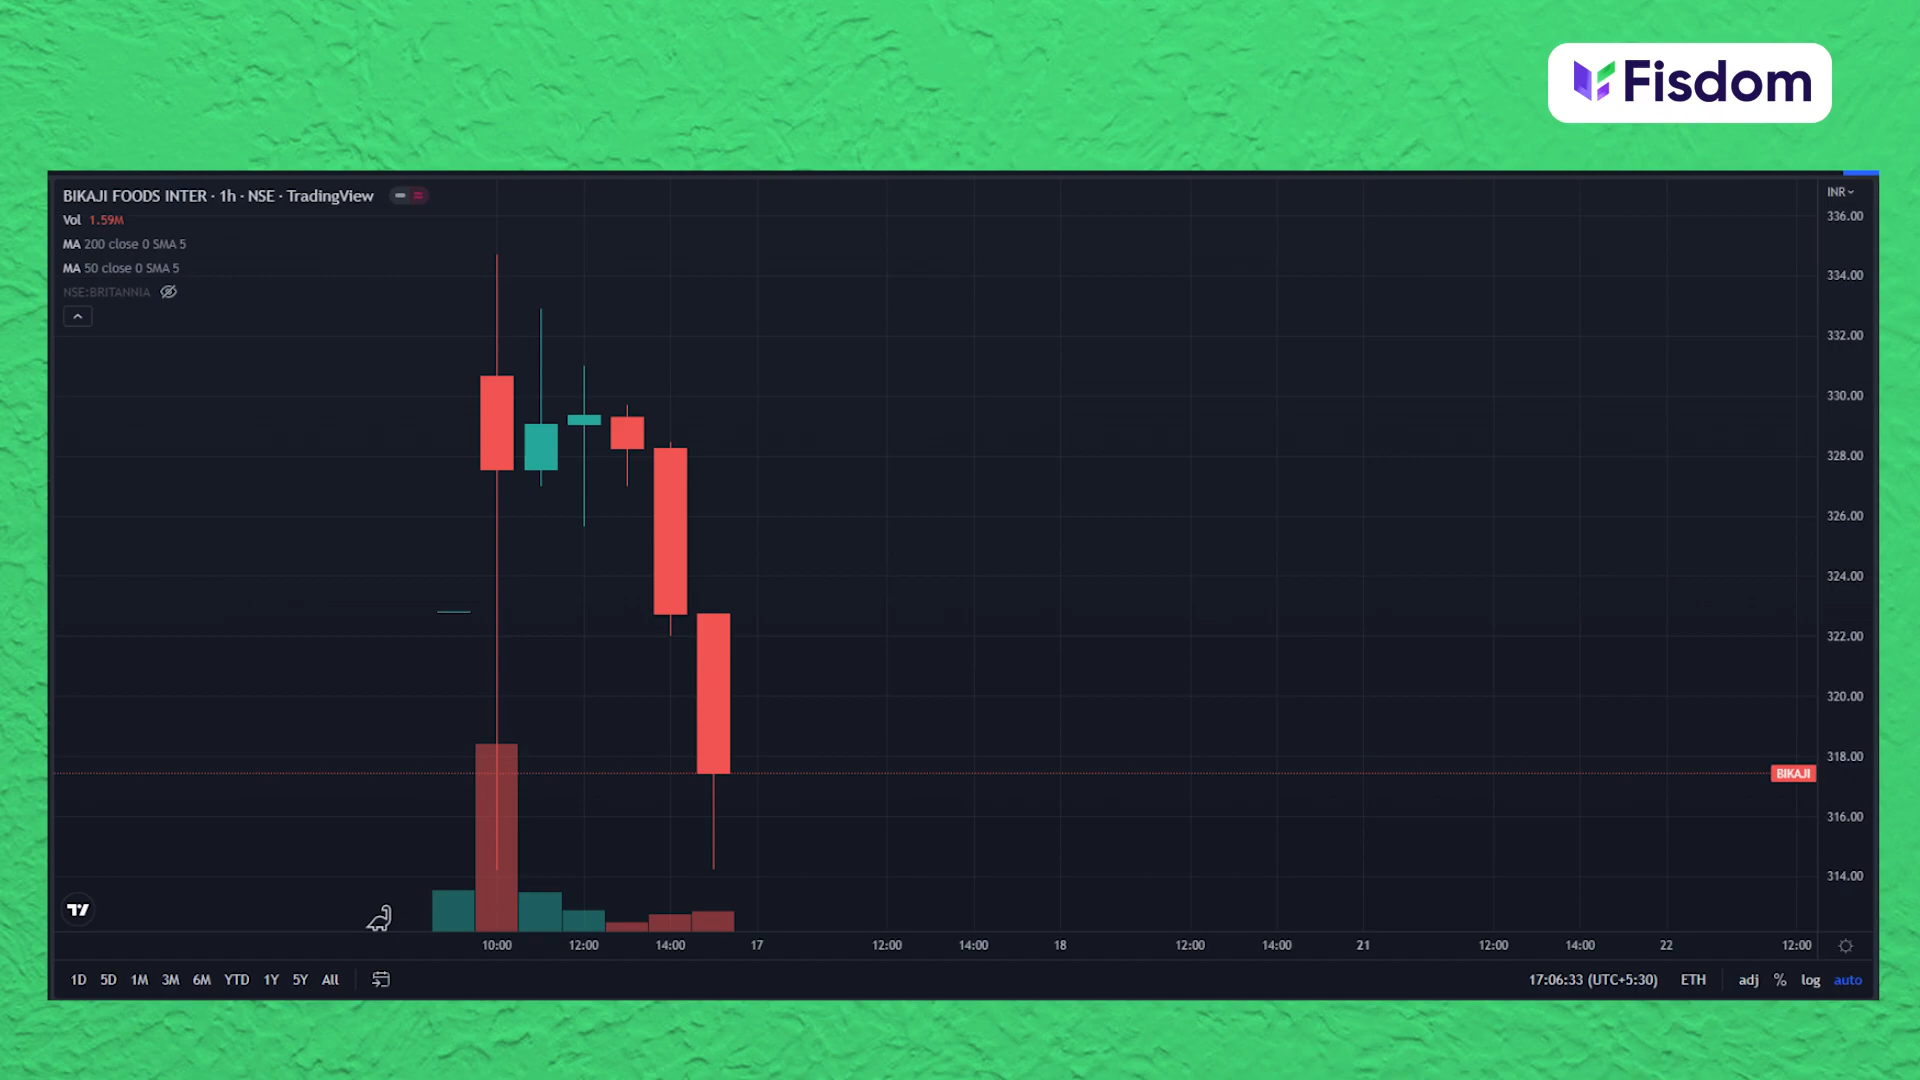 Fisdom
BIKAJI FOODS INTER · 1h · NSE · TradingView
INR
Vol 1.59M
MA 200 close 0 SMA 5
MA 50 close 0 SMA 5
NSE:BRITANNIA
336.00
334.00
332.00
330.00
328.00
326.00
324.00
322.00
320.00
318.00
BIKAJI
316.00
314.00
10:00 12:00 14:00 17 12:00 14:00 18 12:00 14:00 21 12:00 14:00 22 12:00
1D 5D 1M 3M 6M YTD 1Y 5Y All 17:06:33 (UTC+5:30) ETH adj % log auto